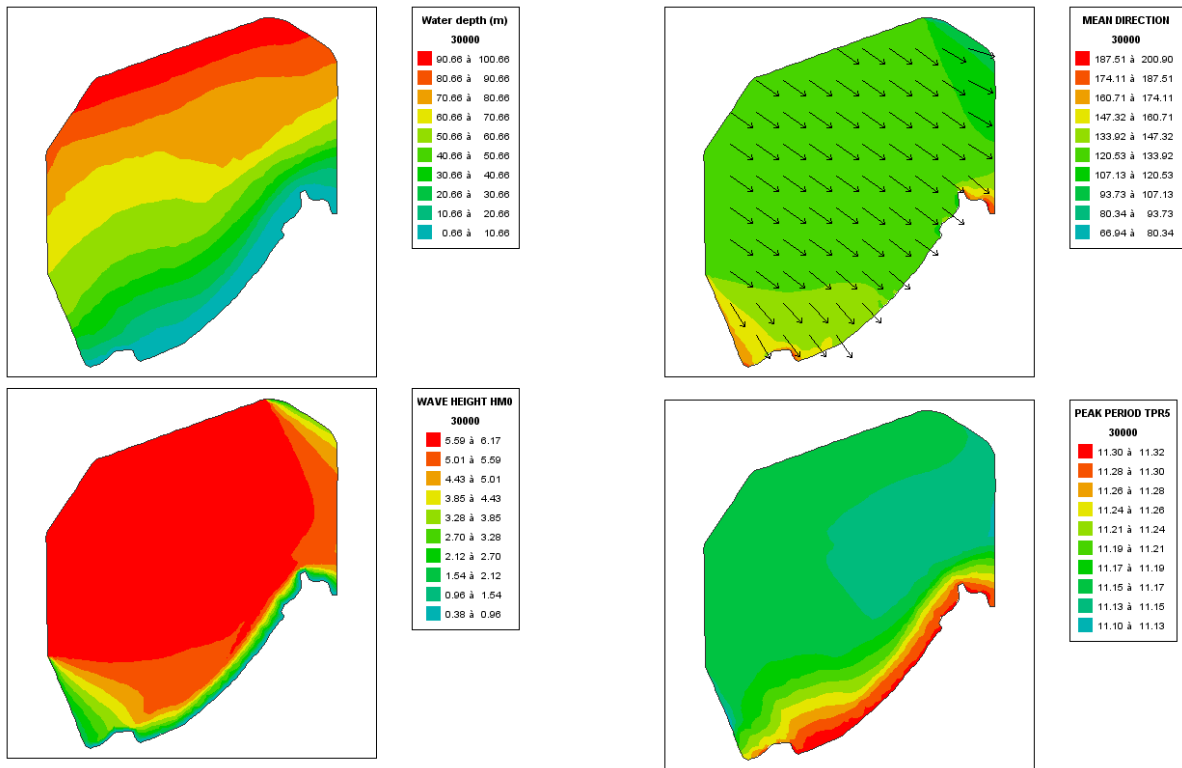 Water depth (m)
30000
90.66 à 100.66
80.66 à 90.66
70.66 à 80.66
60.66 à 70.66
50.66 à 60.66
40.66 à 50.66
30.66 à 40.66
20.66 à 30.66
10.66 à 20.66
0.66 à 10.66
MEAN DIRECTION
30000
187.51 à 200.90
174.11 à 187.51
160.71 à 174.11
147.32 à 160.71
133.92 à 147.32
120.53 à 133.92
107.13 à 120.53
93.73 à 107.13
80.34 à 93.73
66.94 à 80.34
WAVE HEIGHT HM0
30000
5.59 à 6.17
5.01 à 5.59
4.43 à 5.01
3.85 à 4.43
3.28 à 3.85
2.70 à 3.28
2.12 à 2.70
1.54 à 2.12
0.96 à 1.54
0.38 à 0.96
PEAK PERIOD TPR5
30000
11.30 à 11.32
11.28 à 11.30
11.26 à 11.28
11.24 à 11.26
11.21 à 11.24
11.19 à 11.21
11.17 à 11.19
11.15 à 11.17
11.13 à 11.15
11.10 à 11.13